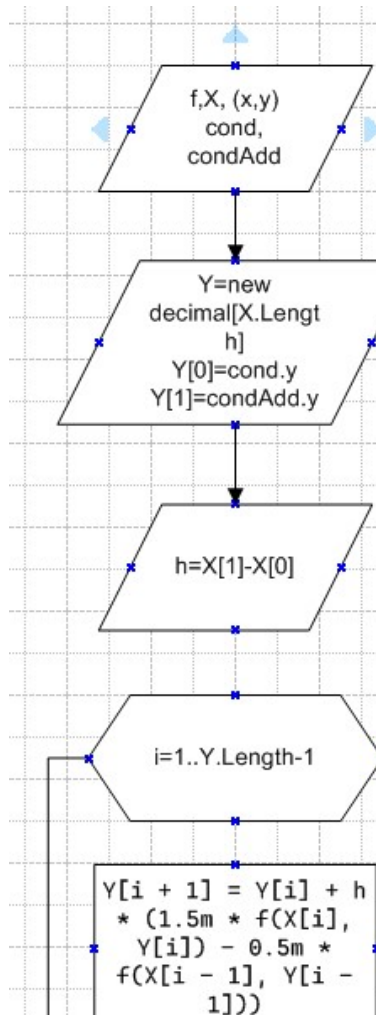 f,X, (x,y)
cond,
condAdd
Y=new
decimal[X.Lengt
h]
Y[0]=cond.y
Y[1]=condAdd.y
h=X[1]-X[0]
i=1..Y.Length-1
Y[i + 1] = Y[i] + h
* (1.5m * f(X[i],
Y[i]) − 0.5m *
f(X[i − 1], Y[i −
1]))